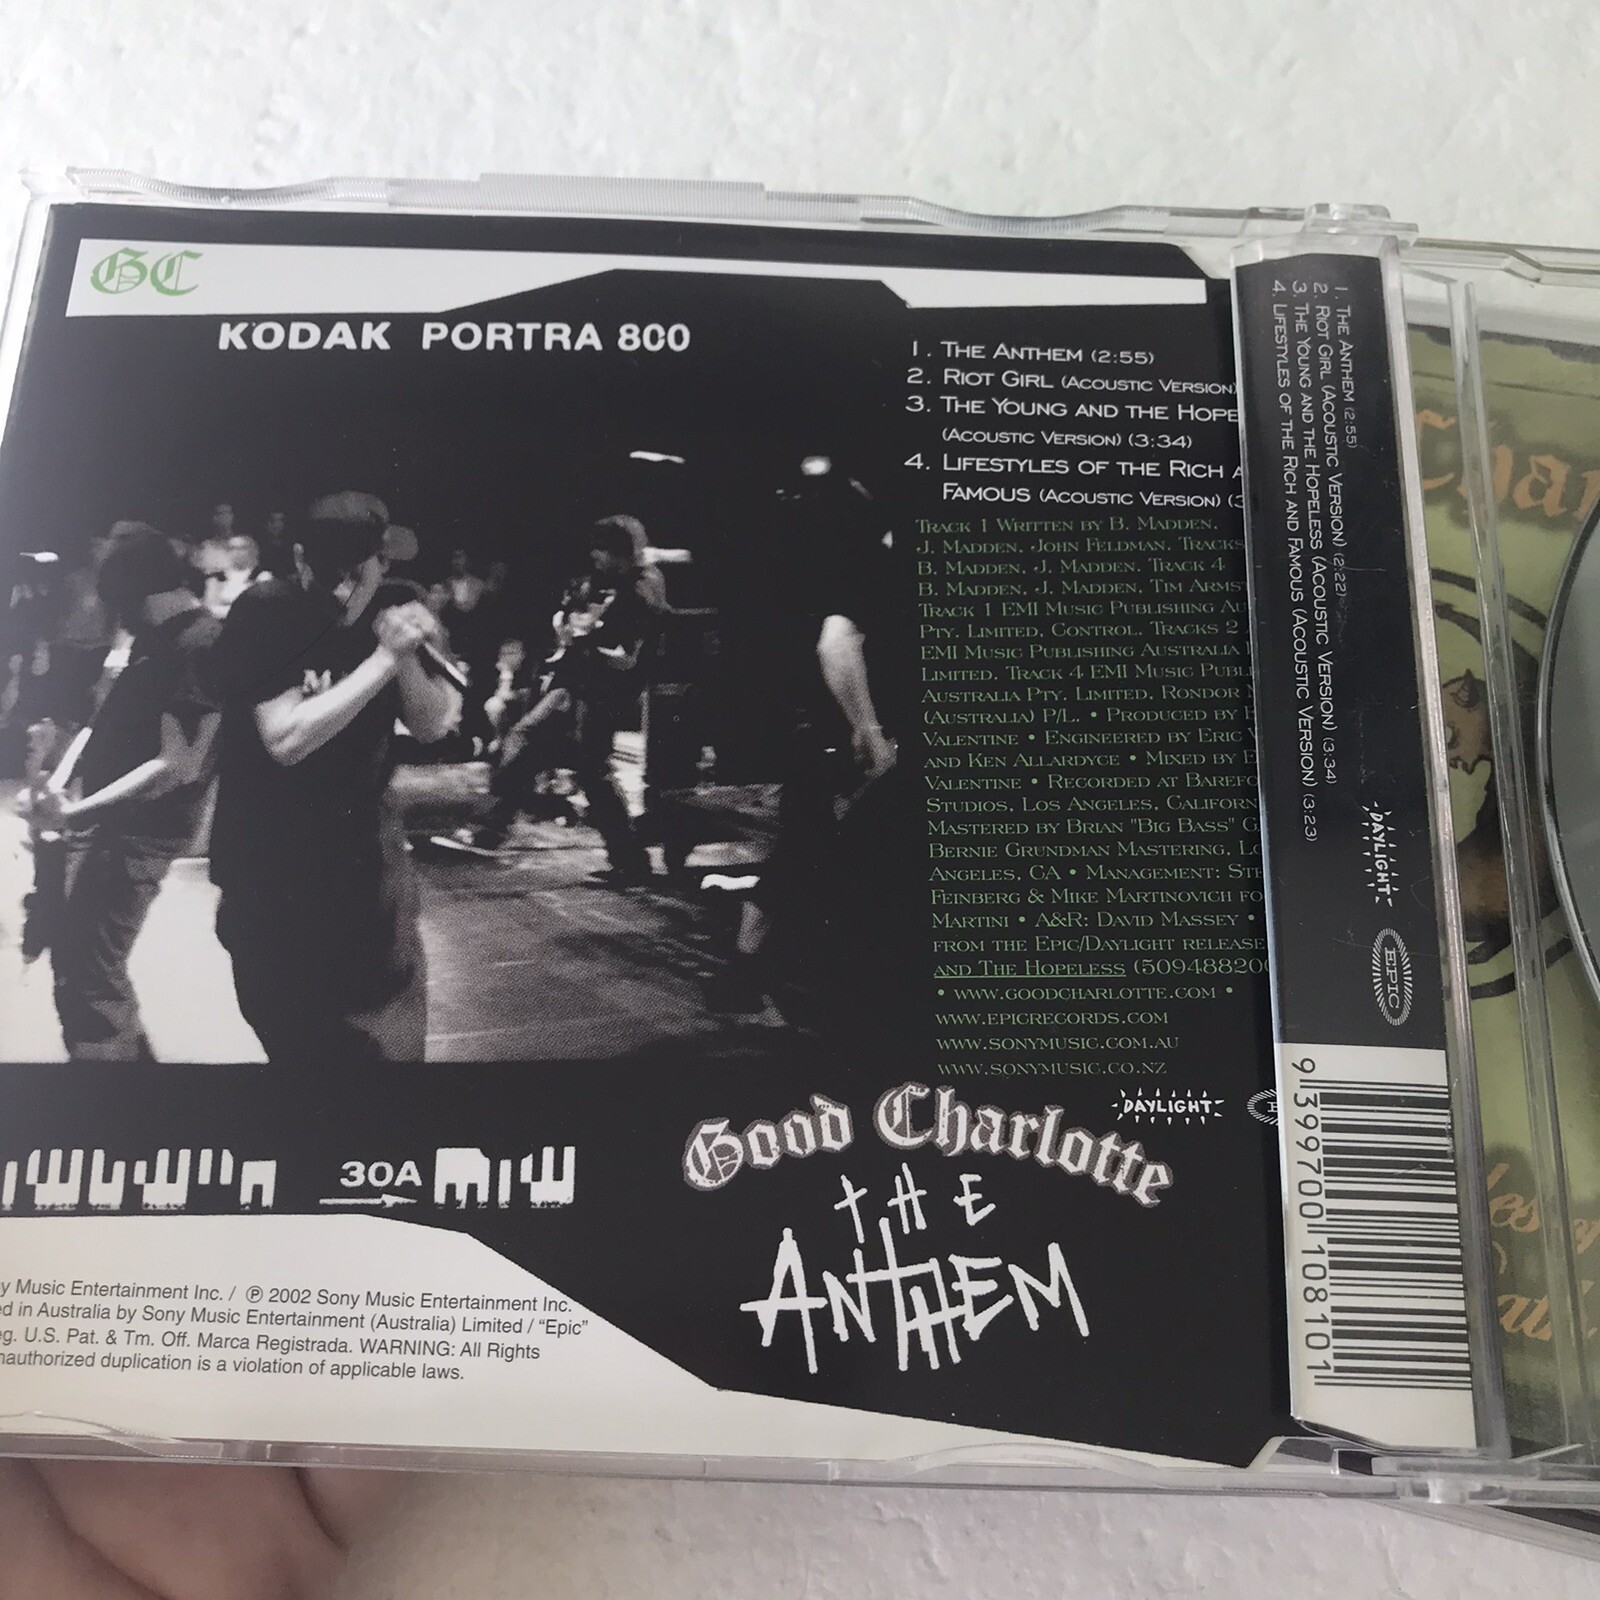 GC
KODAK PORTRA 800
1. THE ANTHEM (2:55)
2. RIOT GIRL (ACOUSTIC VERSION)
3. THE YOUNG AND THE HOPE
(ACOUSTIC VERSION) (3:34)
4. LIFESTYLES OF THE RICH A
FAMOUS (ACOUSTIC VERSION) (3
TRACK 1 WRITTEN BY B. MADDEN,
J. MADDEN, JOHN FELDMAN. TRACKS
B. MADDEN, J. MADDEN. TRACK 4
B. MADDEN, J. MADDEN, TIM ARMS
TRACK 1 EMI MUSIC PUBLISHING AU
PTY. LIMITED, CONTROL. TRACKS 2
EMI MUSIC PUBLISHING AUSTRALIA
LIMITED. TRACK 4 EMI MUSIC PUBL
AUSTRALIA PTY. LIMITED, RONDOR
(AUSTRALIA) P/L. • PRODUCED BY E
VALENTINE • ENGINEERED BY ERIC V
AND KEN ALLARDYCE • MIXED BY E
VALENTINE • RECORDED AT BAREFO
STUDIOS, LOS ANGELES, CALIFORN
MASTERED BY BRIAN "BIG BASS" G
BERNIE GRUNDMAN MASTERING, LO
ANGELES, CA • MANAGEMENT: STE
FEINBERG & MIKE MARTINOVICH FO
MARTINI • A&R: DAVID MASSEY •
FROM THE EPIC/DAYLIGHT RELEASE
AND THE HOPELESS (509488200
• WWW.GOODCHARLOTTE.COM •
WWW.EPICRECORDS.COM
WWW.SONYMUSIC.COM.AU
WWW.SONYMUSIC.CO.NZ
DAYLIGHT
30A
Good Charlotte
THE
ANTHEM
y Music Entertainment Inc. / ℗ 2002 Sony Music Entertainment Inc.
ed in Australia by Sony Music Entertainment (Australia) Limited / "Epic"
eg. U.S. Pat. & Tm. Off. Marca Registrada. WARNING: All Rights
nauthorized duplication is a violation of applicable laws.
1. THE ANTHEM (2:55)
2. RIOT GIRL (ACOUSTIC VERSION) (2:22)
3. THE YOUNG AND THE HOPELESS (ACOUSTIC VERSION) (3:34)
4. LIFESTYLES OF THE RICH AND FAMOUS (ACOUSTIC VERSION) (3:23)
DAYLIGHT
EPIC
9 399700 108101
Char